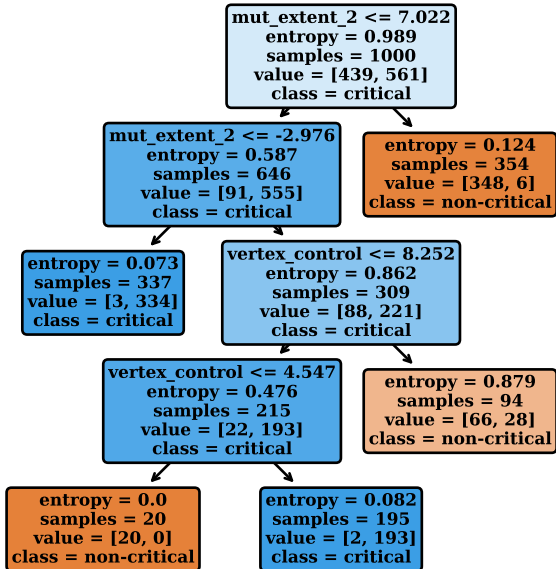 mut_extent_2 <= 7.022
entropy = 0.989
samples = 1000
value = [439, 561]
class = critical
mut_extent_2 <= -2.976
entropy = 0.587
samples = 646
value = [91, 555]
class = critical
entropy = 0.124
samples = 354
value = [348, 6]
class = non-critical
entropy = 0.073
samples = 337
value = [3, 334]
class = critical
vertex_control <= 8.252
entropy = 0.862
samples = 309
value = [88, 221]
class = critical
vertex_control <= 4.547
entropy = 0.476
samples = 215
value = [22, 193]
class = critical
entropy = 0.879
samples = 94
value = [66, 28]
class = non-critical
entropy = 0.0
samples = 20
value = [20, 0]
class = non-critical
entropy = 0.082
samples = 195
value = [2, 193]
class = critical